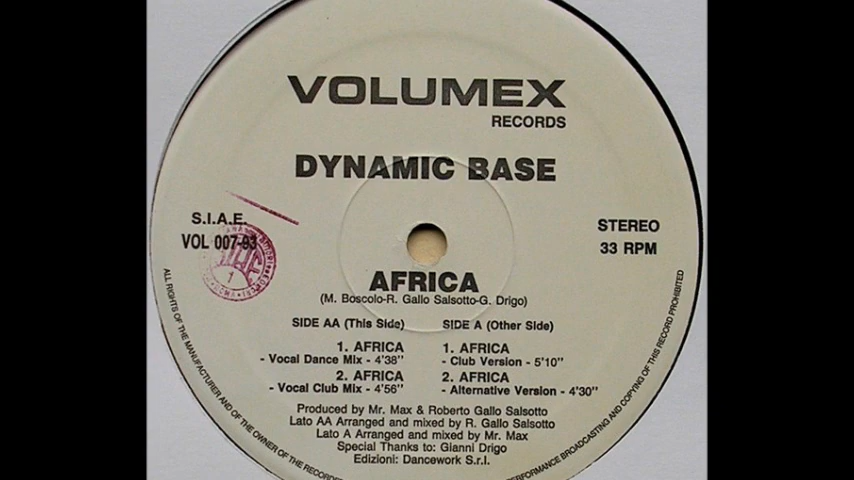 VOLUMEX
RECORDS
DYNAMIC BASE
S.I.A.E.
VOL 007-93
STEREO
33 RPM
AFRICA
(M. Boscolo-R. Gallo Salsotto-G. Drigo)
SIDE AA (This Side)
1. AFRICA
- Vocal Dance Mix - 4'38"
2. AFRICA
- Vocal Club Mix - 4'56"
SIDE A (Other Side)
1. AFRICA
- Club Version - 5'10"
2. AFRICA
- Alternative Version - 4'30"
Produced by Mr. Max & Roberto Gallo Salsotto
Lato AA Arranged and mixed by R. Gallo Salsotto
Lato A Arranged and mixed by Mr. Max
Special Thanks to: Gianni Drigo
Edizioni: Dancework S.r.l.
ALL RIGHTS OF THE MANUFACTURER AND OF THE OWNER OF THE RECORDED
PERFORMANCE BROADCASTING AND COPYING OF THIS RECORD PROHIBITED